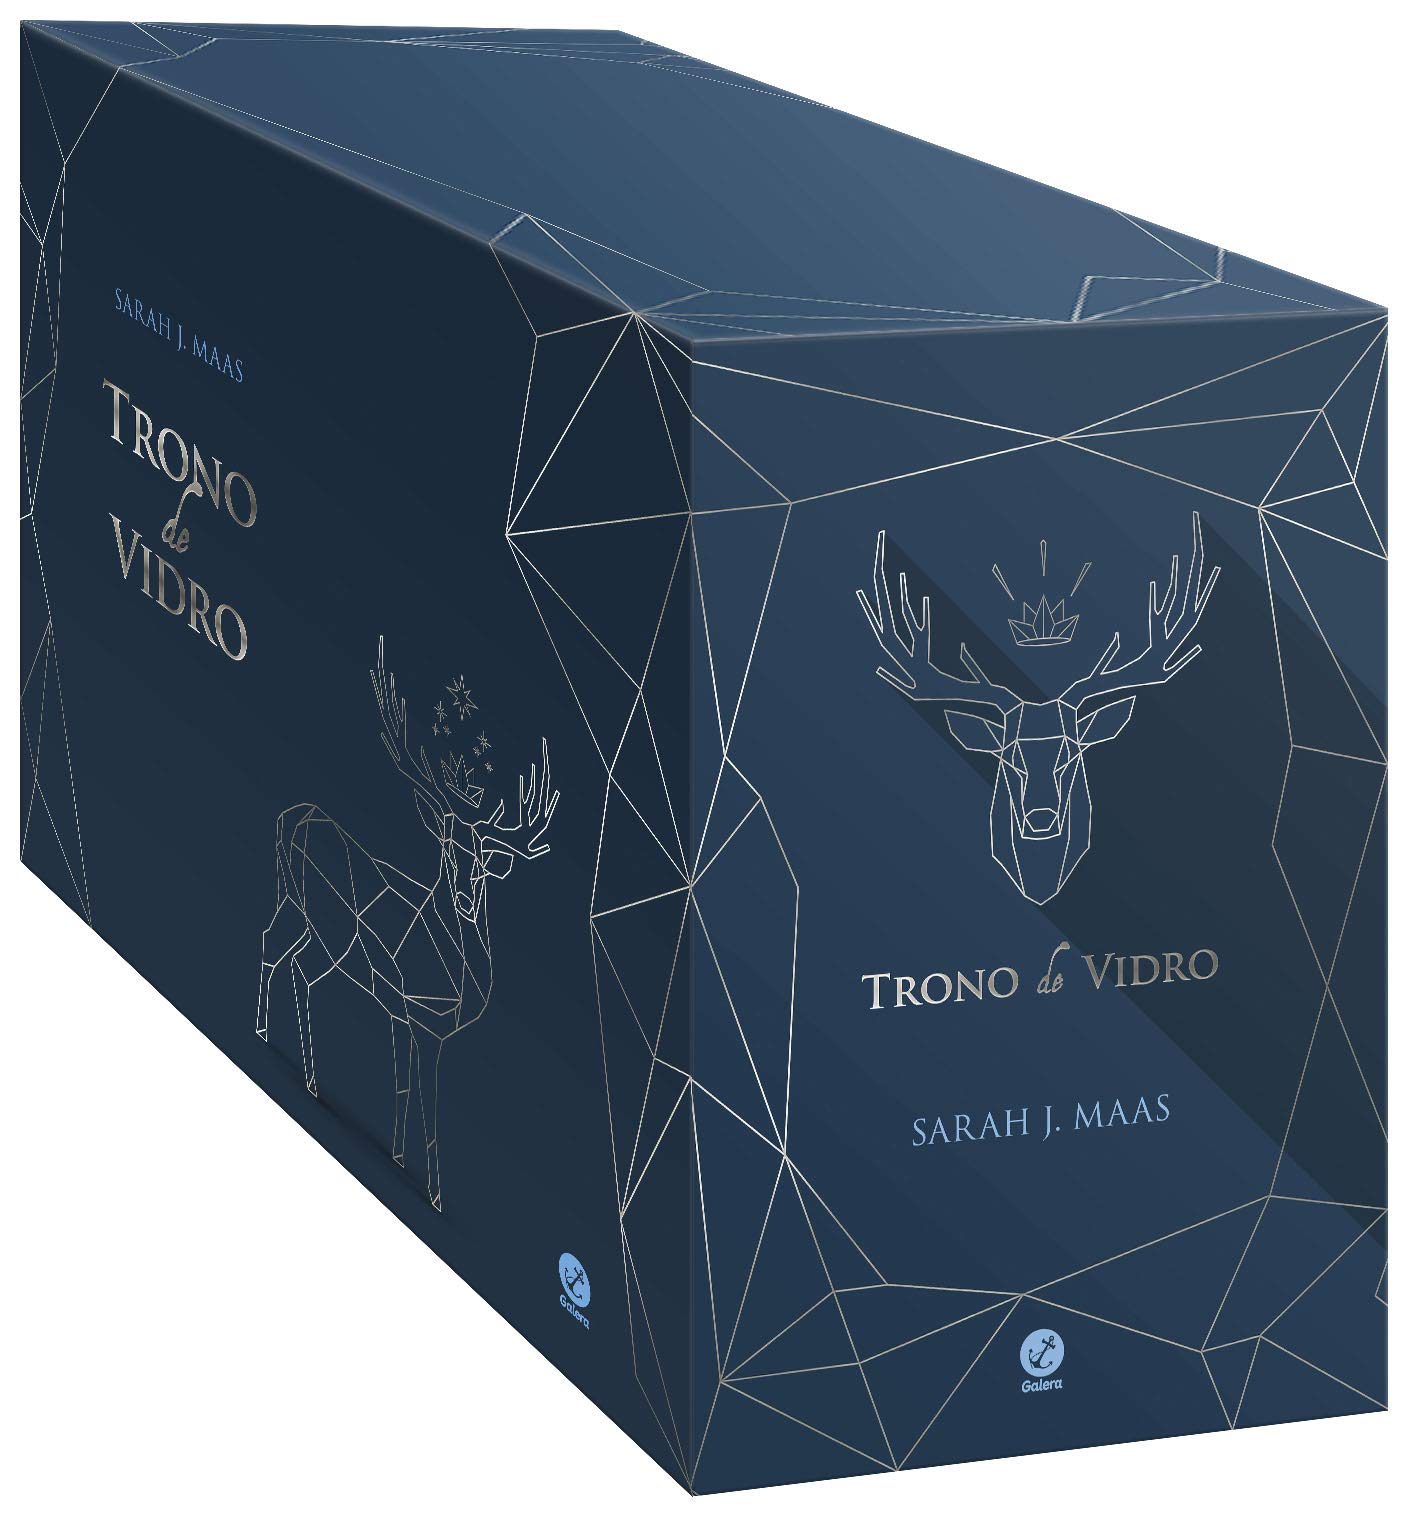 SARAH J. MAAS
TRONO
de
VIDRO
Galera
TRONO de VIDRO
SARAH J. MAAS
Galera